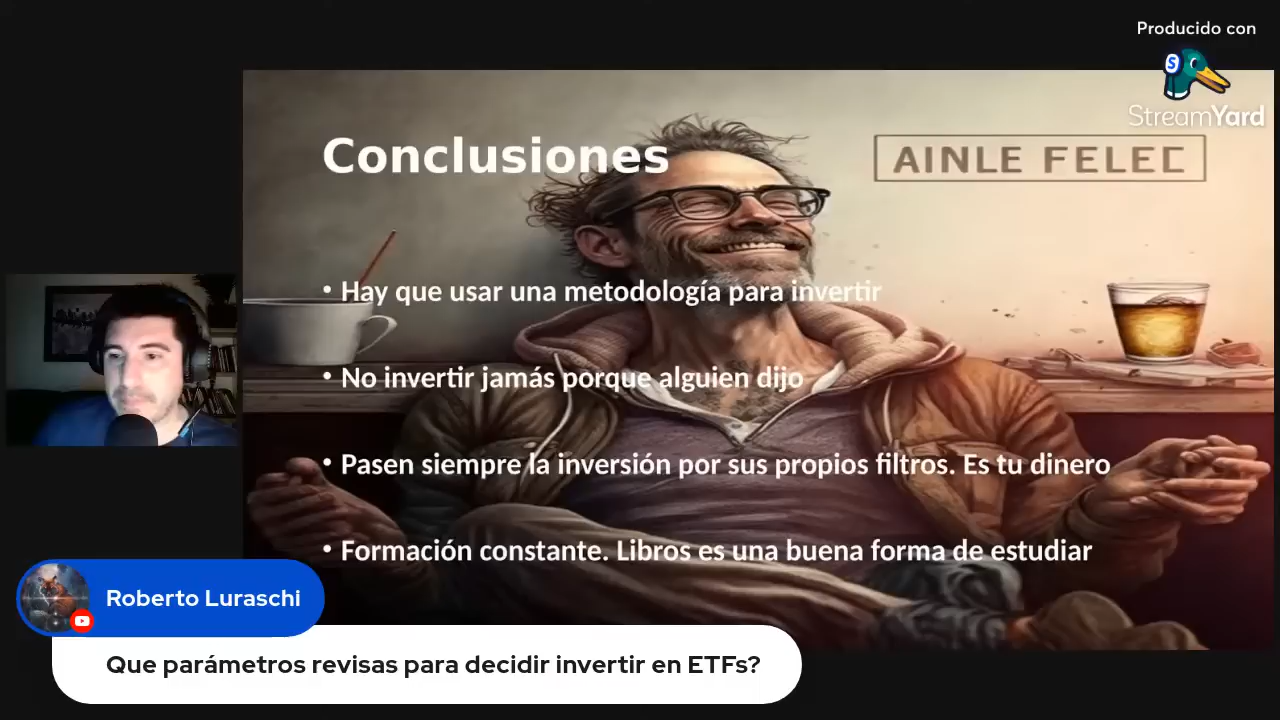 Producido con
StreamYard
Conclusiones
AINLE FELEC
• Hay que usar una metodología para invertir
• No invertir jamás porque alguien dijo
• Pasen siempre la inversión por sus propios filtros. Es tu dinero
• Formación constante. Libros es una buena forma de estudiar
Roberto Luraschi
Que parámetros revisas para decidir invertir en ETFs?